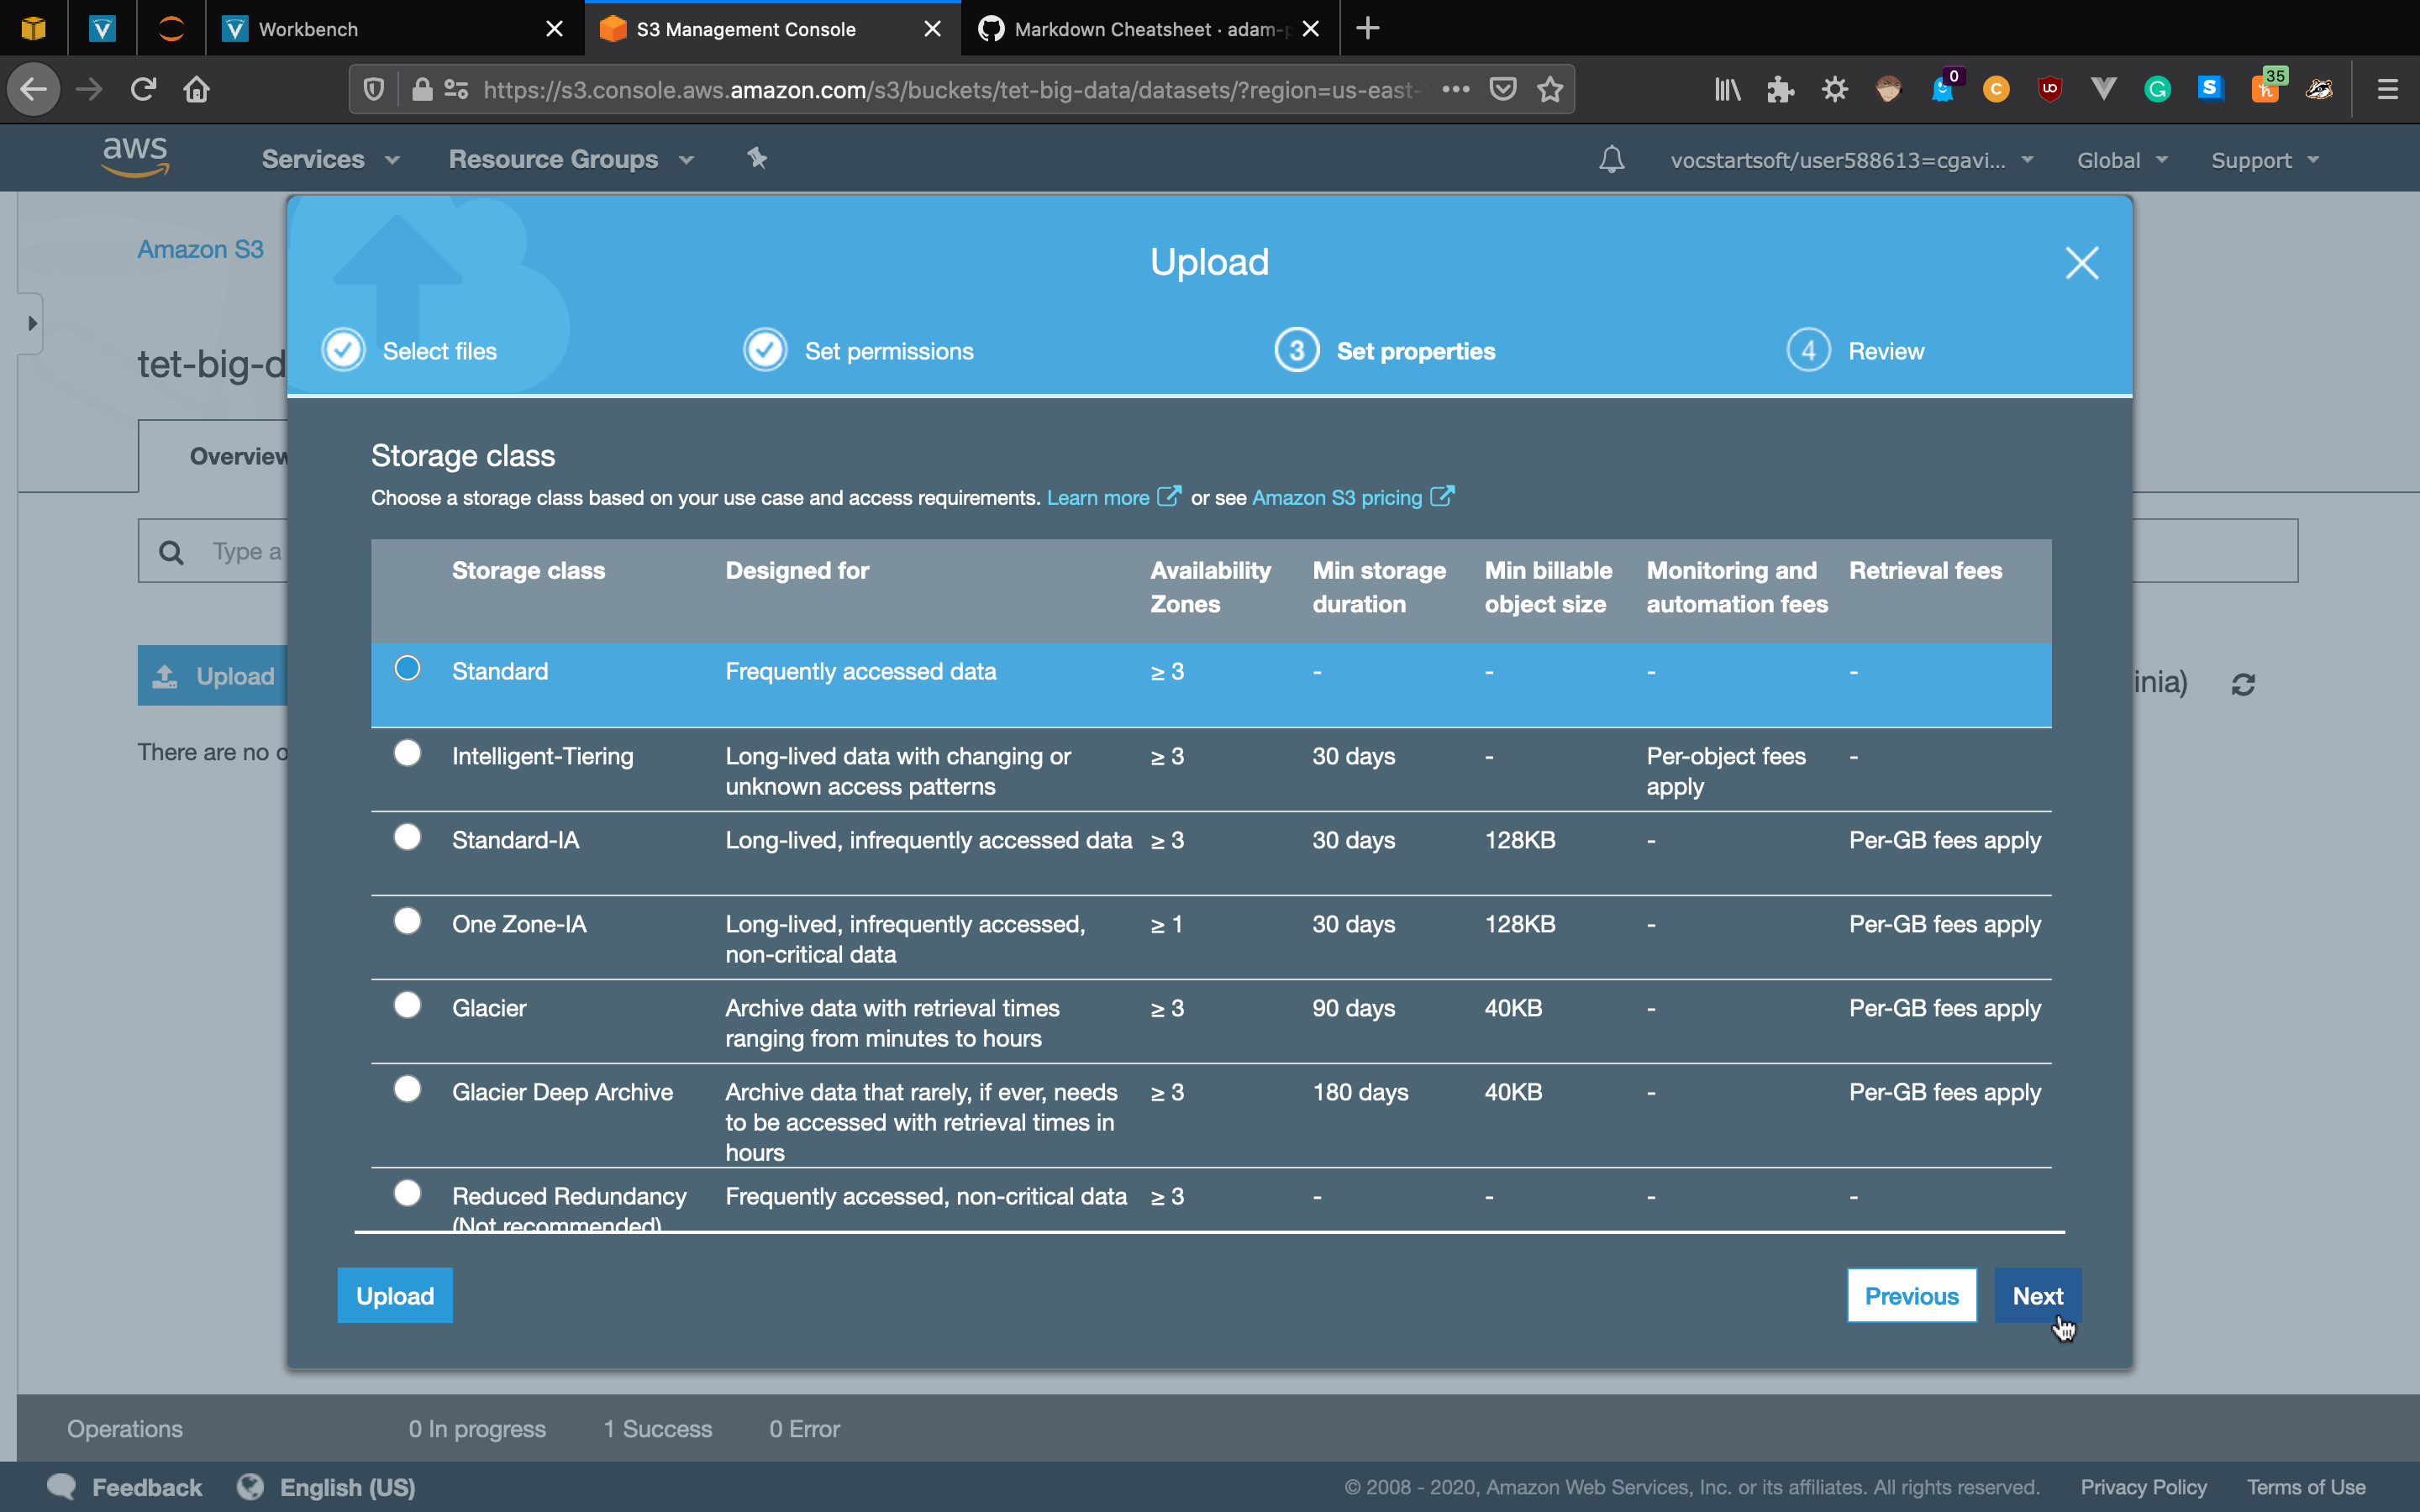 Workbench
S3 Management Console
Markdown Cheatsheet · adam-p
https://s3.console.aws.amazon.com/s3/buckets/tet-big-data/datasets/?region=us-east-
0
35
aws
Services
Resource Groups
vocstartsoft/user588613=cgavi...
Global
Support
Amazon S3
tet-big-d
Overview
Type a
Upload
There are no o
inia)
Upload
Select files
Set permissions
3 Set properties
4 Review
Storage class
Choose a storage class based on your use case and access requirements. Learn more or see Amazon S3 pricing
Storage class Designed for Availability Zones Min storage duration Min billable object size Monitoring and automation fees Retrieval fees
Standard Frequently accessed data ≥ 3 - - - -
Intelligent-Tiering Long-lived data with changing or unknown access patterns ≥ 3 30 days - Per-object fees apply -
Standard-IA Long-lived, infrequently accessed data ≥ 3 30 days 128KB - Per-GB fees apply
One Zone-IA Long-lived, infrequently accessed, non-critical data ≥ 1 30 days 128KB - Per-GB fees apply
Glacier Archive data with retrieval times ranging from minutes to hours ≥ 3 90 days 40KB - Per-GB fees apply
Glacier Deep Archive Archive data that rarely, if ever, needs to be accessed with retrieval times in hours ≥ 3 180 days 40KB - Per-GB fees apply
Reduced Redundancy (Not recommended) Frequently accessed, non-critical data ≥ 3 - - - -
Upload
Previous
Next
Operations
0 In progress
1 Success
0 Error
Feedback
English (US)
© 2008 - 2020, Amazon Web Services, Inc. or its affiliates. All rights reserved.
Privacy Policy
Terms of Use